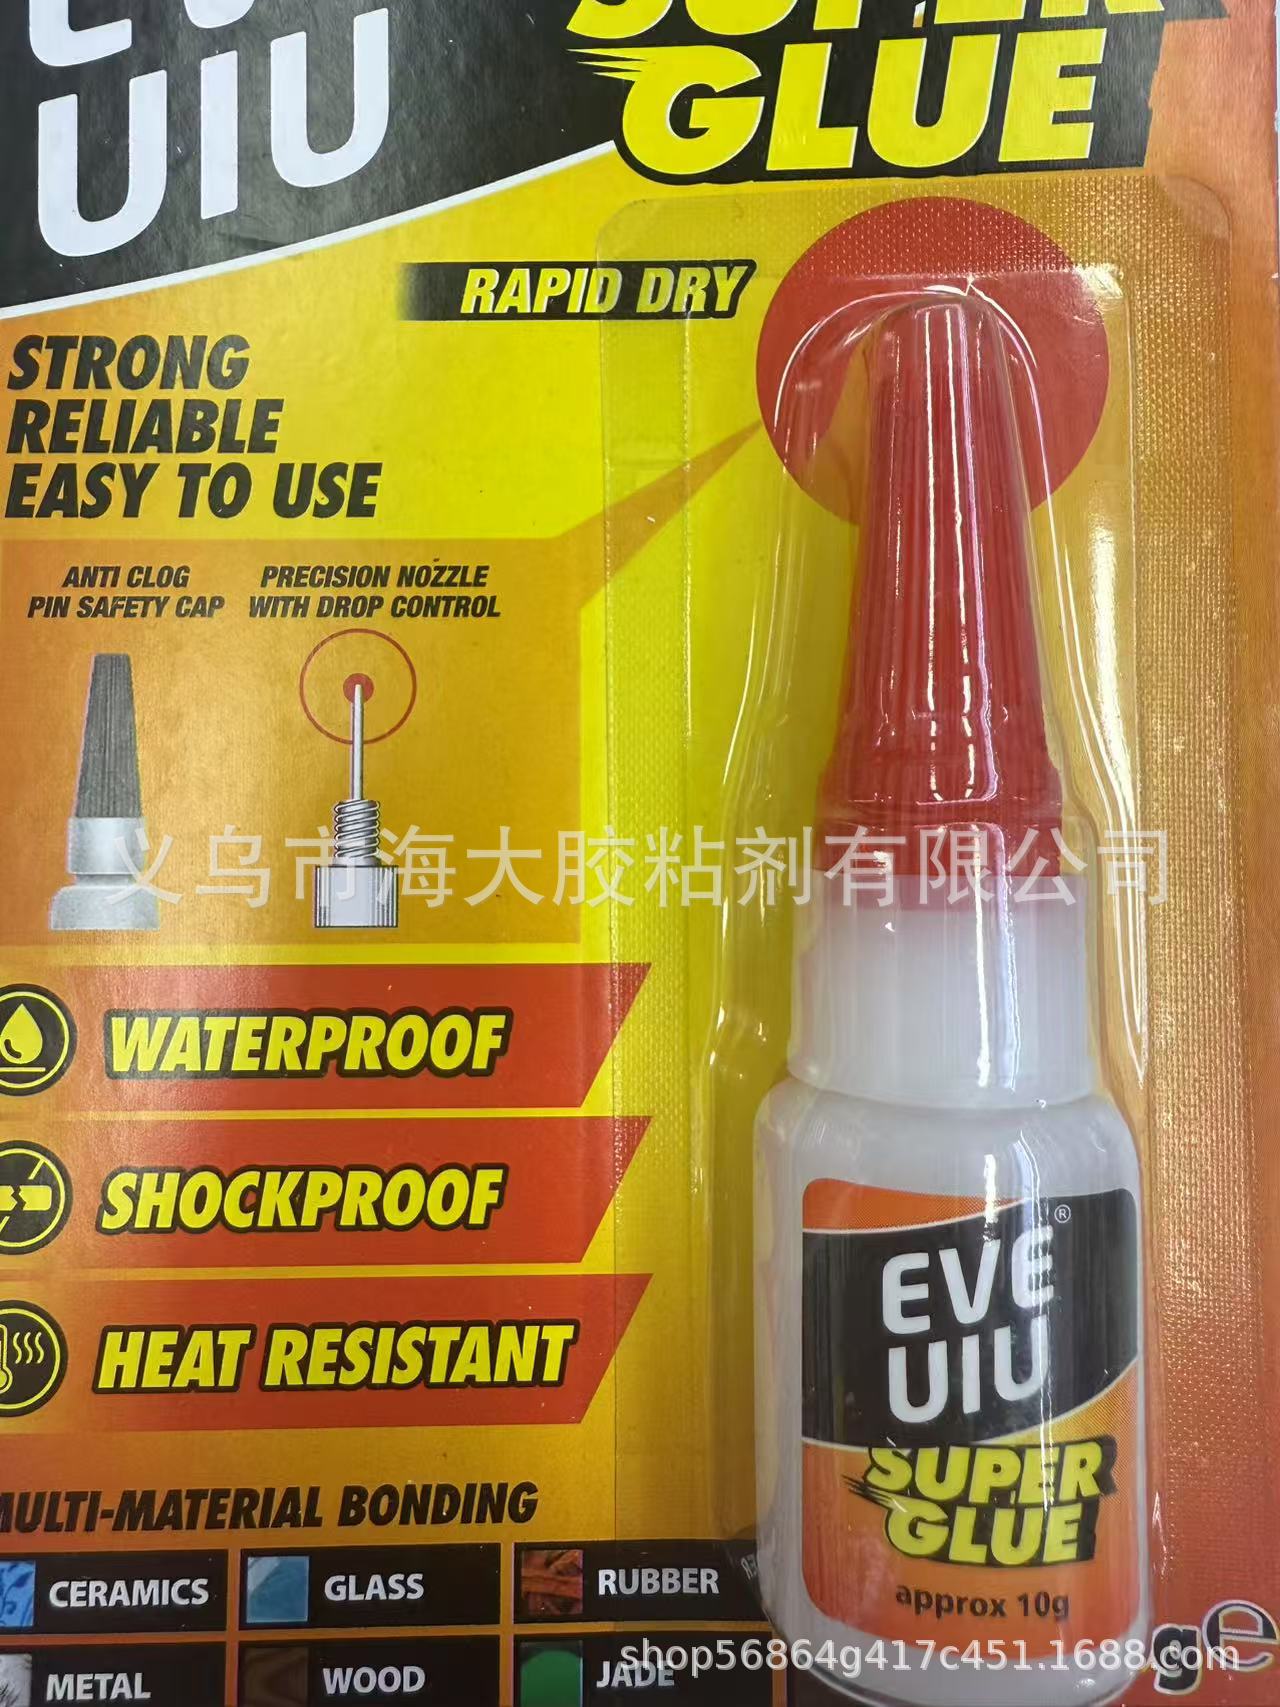 UIU
SUPER
GLUE
RAPID DRY
STRONG
RELIABLE
EASY TO USE
ANTI CLOG
PIN SAFETY CAP
PRECISION NOZZLE
WITH DROP CONTROL
义乌市海大胶粘剂有限公司
WATERPROOF
SHOCKPROOF
HEAT RESISTANT
MULTI-MATERIAL BONDING
CERAMICS
GLASS
RUBBER
METAL
WOOD
JADE
EVE®
UIU
SUPER
GLUE
approx 10g
shop56864g417c451.1688.com